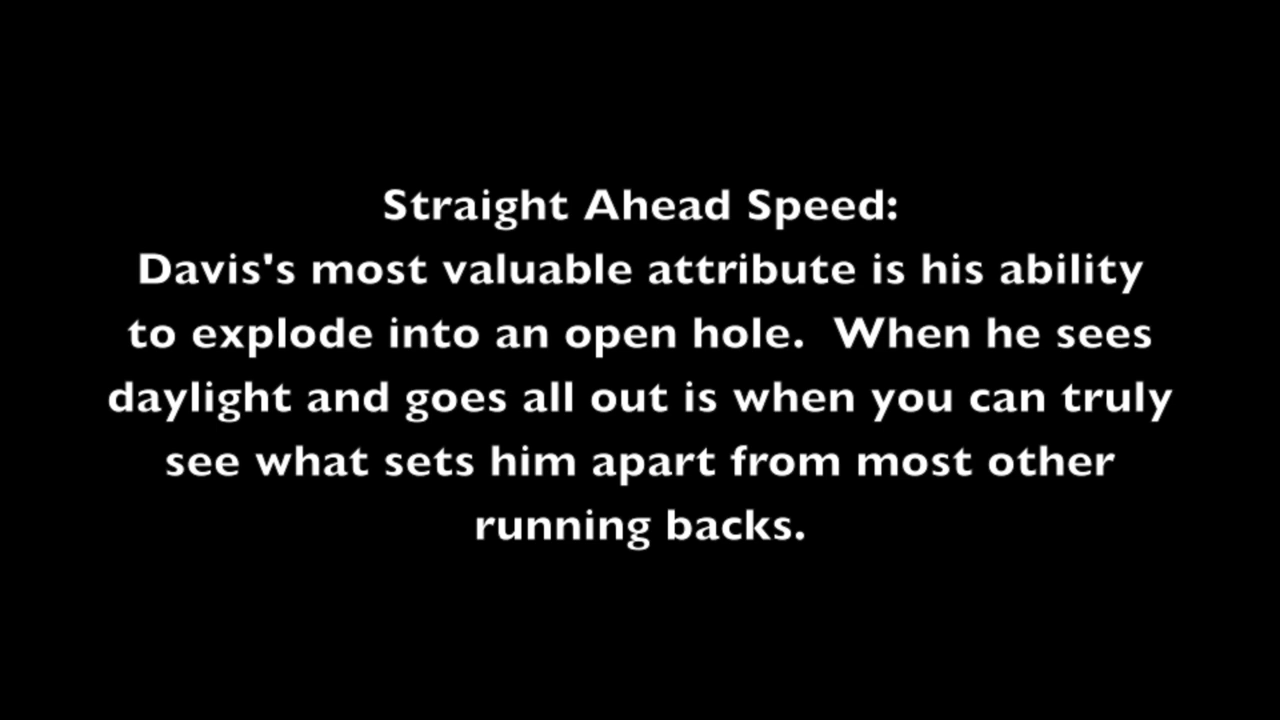 Straight Ahead Speed:
Davis's most valuable attribute is his ability
to explode into an open hole.  When he sees
daylight and goes all out is when you can truly
see what sets him apart from most other
running backs.